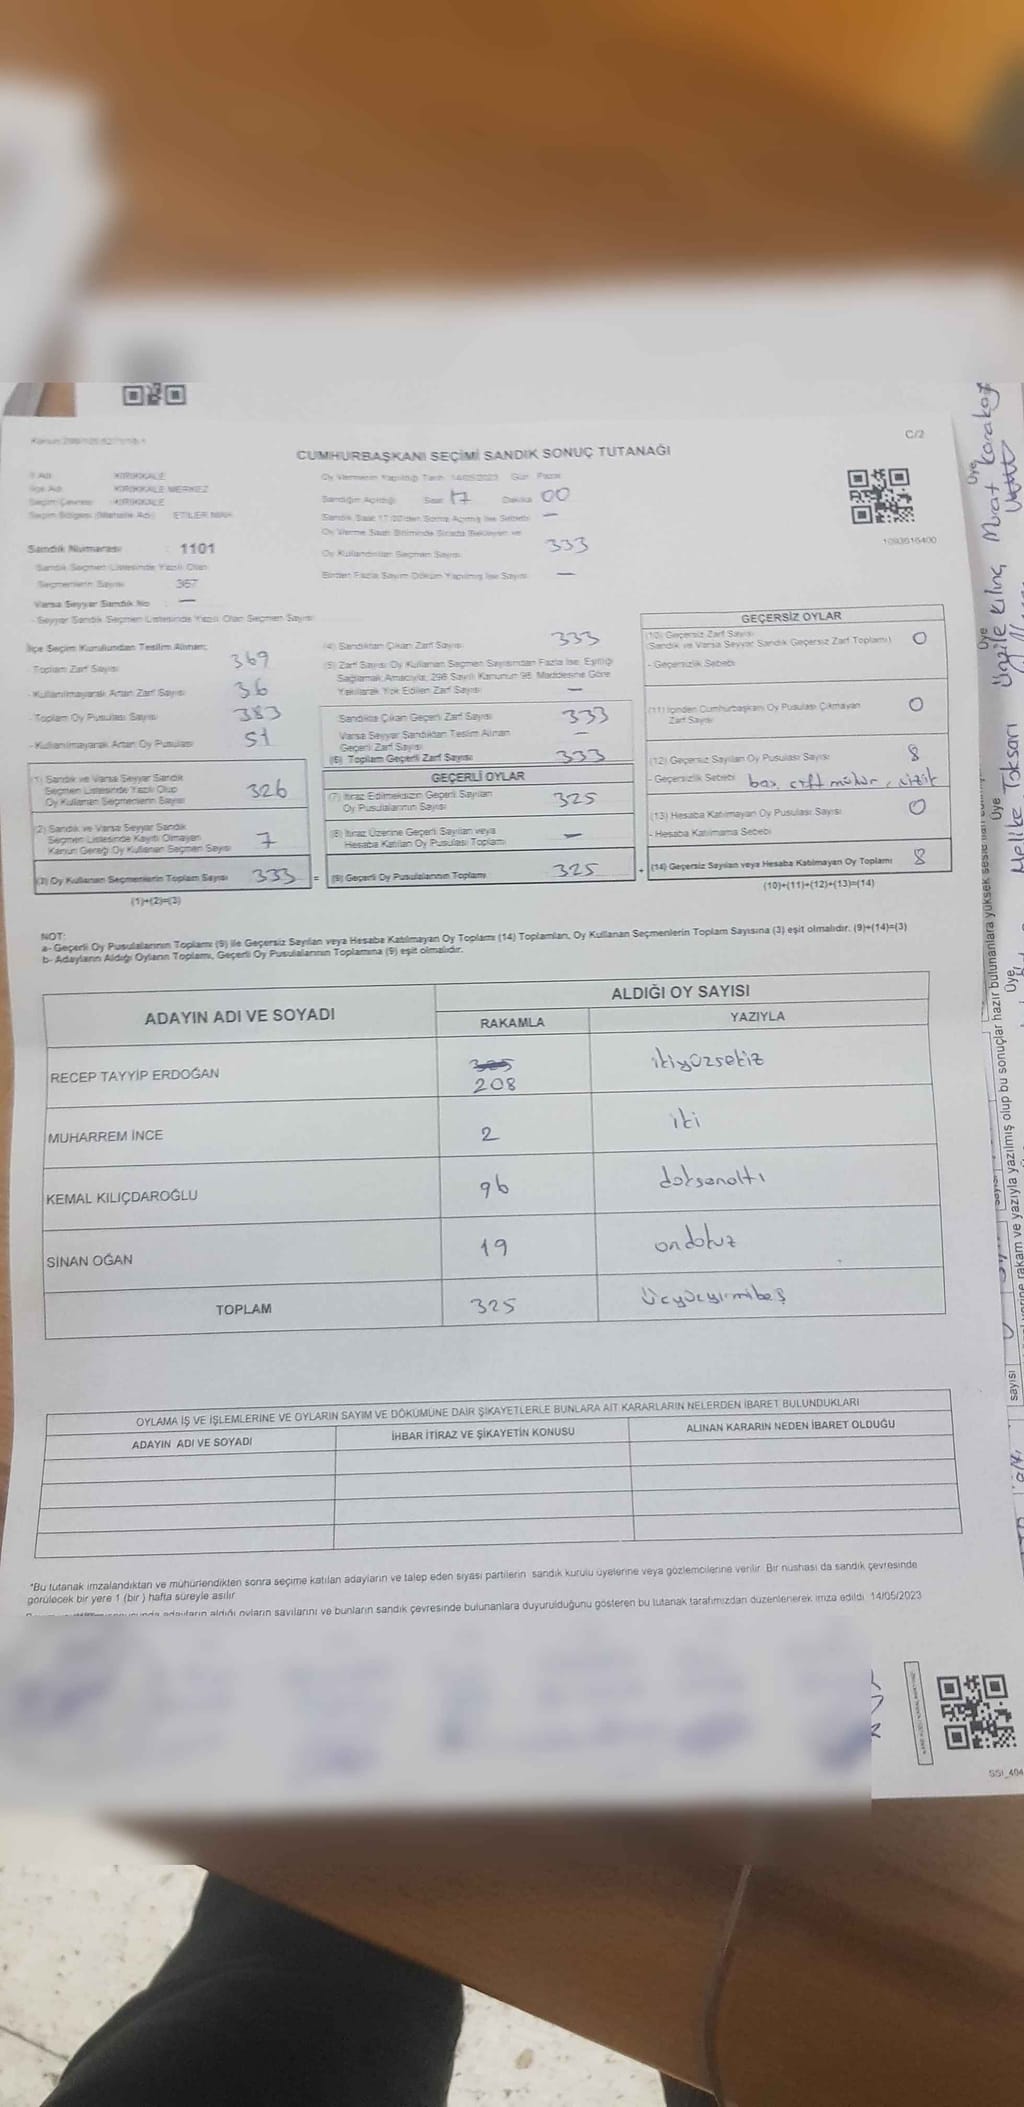 C/2
CUMHURBAŞKANI SEÇİMİ SANDIK SONUÇ TUTANAĞI
İl Adı KIRIKKALE
İlçe Adı KIRIKKALE MERKEZ
Seçim Çevresi KIRIKKALE
Seçim Bölgesi (Mahalle Adı) ETİLER MAH.
Oy Vermenin Yapıldığı Tarih 14/05/2023 Gün Pazar
Sandığın Açıldığı Saat 17 Dakika 00
Sandık Saat 17:00'den Sonra Açılmış İse Sebebi —
Oy Verme Saati Bitiminde Sırada Bekleyen ve
Oy Kullandırılan Seçmen Sayısı 333
Birden Fazla Sayım Döküm Yapılmış İse Sayısı —
1093616400
Sandık Numarası : 1101
Sandık Seçmen Listesinde Yazılı Olan
Seçmenlerin Sayısı 367
Varsa Seyyar Sandık No : —
- Seyyar Sandık Seçmen Listesinde Yazılı Olan Seçmen Sayısı
İlçe Seçim Kurulundan Teslim Alınan;
- Toplam Zarf Sayısı 369
- Kullanılmayarak Artan Zarf Sayısı 36
- Toplam Oy Pusulası Sayısı 383
- Kullanılmayarak Artan Oy Pusulası 51
(1) Sandık ve Varsa Seyyar Sandık
Seçmen Listesinde Yazılı Olup
Oy Kullanan Seçmenlerin Sayısı 326
(2) Sandık ve Varsa Seyyar Sandık
Seçmen Listesinde Kayıtlı Olmayan
Kanun Gereği Oy Kullanan Seçmen Sayısı 7
(3) Oy Kullanan Seçmenlerin Toplam Sayısı 333 =
(1)+(2)=(3)
(4) Sandıktan Çıkan Zarf Sayısı 333
(5) Zarf Sayısı Oy Kullanan Seçmen Sayısından Fazla İse, Eşitliği
Sağlamak Amacıyla, 298 Sayılı Kanunun 98. Maddesine Göre
Yakılarak Yok Edilen Zarf Sayısı —
Sandıkta Çıkan Geçerli Zarf Sayısı 333
Varsa Seyyar Sandıktan Teslim Alınan
Geçerli Zarf Sayısı —
(6) Toplam Geçerli Zarf Sayısı 333
GEÇERLİ OYLAR
(7) İtiraz Edilmeksizin Geçerli Sayılan
Oy Pusulalarının Sayısı 325
(8) İtiraz Üzerine Geçerli Sayılan veya
Hesaba Katılan Oy Pusulası Toplamı —
(9) Geçerli Oy Pusulalarının Toplamı 325 +
GEÇERSİZ OYLAR
(10) Geçersiz Zarf Sayısı
(Sandık ve Varsa Seyyar Sandık Geçersiz Zarf Toplamı) 0
- Geçersizlik Sebebi
(11) İçinden Cumhurbaşkanı Oy Pusulası Çıkmayan
Zarf Sayısı 0
(12) Geçersiz Sayılan Oy Pusulası Sayısı 8
- Geçersizlik Sebebi boş, çift mühür,
(13) Hesaba Katılmayan Oy Pusulası Sayısı 0
- Hesaba Katılmama Sebebi
(14) Geçersiz Sayılan veya Hesaba Katılmayan Oy Toplamı 8
(10)+(11)+(12)+(13)=(14)
NOT:
a- Geçerli Oy Pusulalarının Toplamı (9) ile Geçersiz Sayılan veya Hesaba Katılmayan Oy Toplamı (14) Toplamları, Oy Kullanan Seçmenlerin Toplam Sayısına (3) eşit olmalıdır. (9)+(14)=(3)
b- Adayların Aldığı Oyların Toplamı, Geçerli Oy Pusulalarının Toplamına (9) eşit olmalıdır.
ADAYIN ADI VE SOYADI ALDIĞI OY SAYISI
RAKAMLA YAZIYLA
RECEP TAYYİP ERDOĞAN 325 208 ikiyüzsekiz
MUHARREM İNCE 2 iki
KEMAL KILIÇDAROĞLU 96 doksanaltı
SİNAN OĞAN 19 ondokuz
TOPLAM 325 üçyüzyirmibeş
OYLAMA İŞ VE İŞLEMLERİNE VE OYLARIN SAYIM VE DÖKÜMÜNE DAİR ŞİKAYETLERLE BUNLARA AİT KARARLARIN NELERDEN İBARET BULUNDUKLARI
ADAYIN ADI VE SOYADI İHBAR İTİRAZ VE ŞİKAYETİN KONUSU ALINAN KARARIN NEDEN İBARET OLDUĞU
*Bu tutanak imzalandıktan ve mühürlendikten sonra seçime katılan adayların ve talep eden siyasi partilerin sandık kurulu üyelerine veya gözlemcilerine verilir. Bir nüshası da sandık çevresinde
görülecek bir yere 1 (bir) hafta süreyle asılır.
adayların aldığı oyların sayılarını ve bunların sandık çevresinde bulunanlara duyurulduğunu gösteren bu tutanak tarafımızdan düzenlenerek imza edildi. 14/05/2023
SSI_404
Üye
Murat Karakaya
Üye
Kılınç
Üye
Melike Toksarı
Üye
rakam ve yazıyla yazılmış olup bu sonuçlar hazır bulunanlara yüksek sesle
sayısı